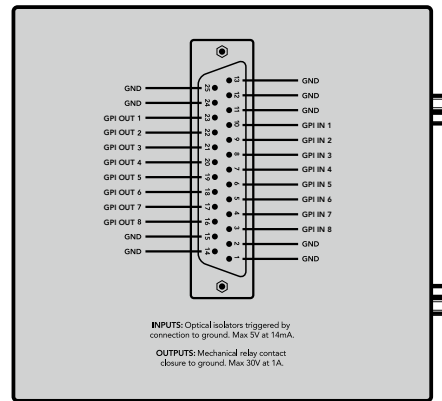 13 GND
25 GND
12 GND
24 GND
11 GND
23 GPI OUT 1
10 GPI IN 1
22 GPI OUT 2
9 GPI IN 2
21 GPI OUT 3
8 GPI IN 3
20 GPI OUT 4
7 GPI IN 4
19 GPI OUT 5
6 GPI IN 5
18 GPI OUT 6
5 GPI IN 6
17 GPI OUT 7
4 GPI IN 7
16 GPI OUT 8
3 GPI IN 8
15 GND
2 GND
14 GND
1 GND
INPUTS: Optical isolators triggered by
connection to ground. Max 5V at 14mA.
OUTPUTS: Mechanical relay contact
closure to ground. Max 30V at 1A.